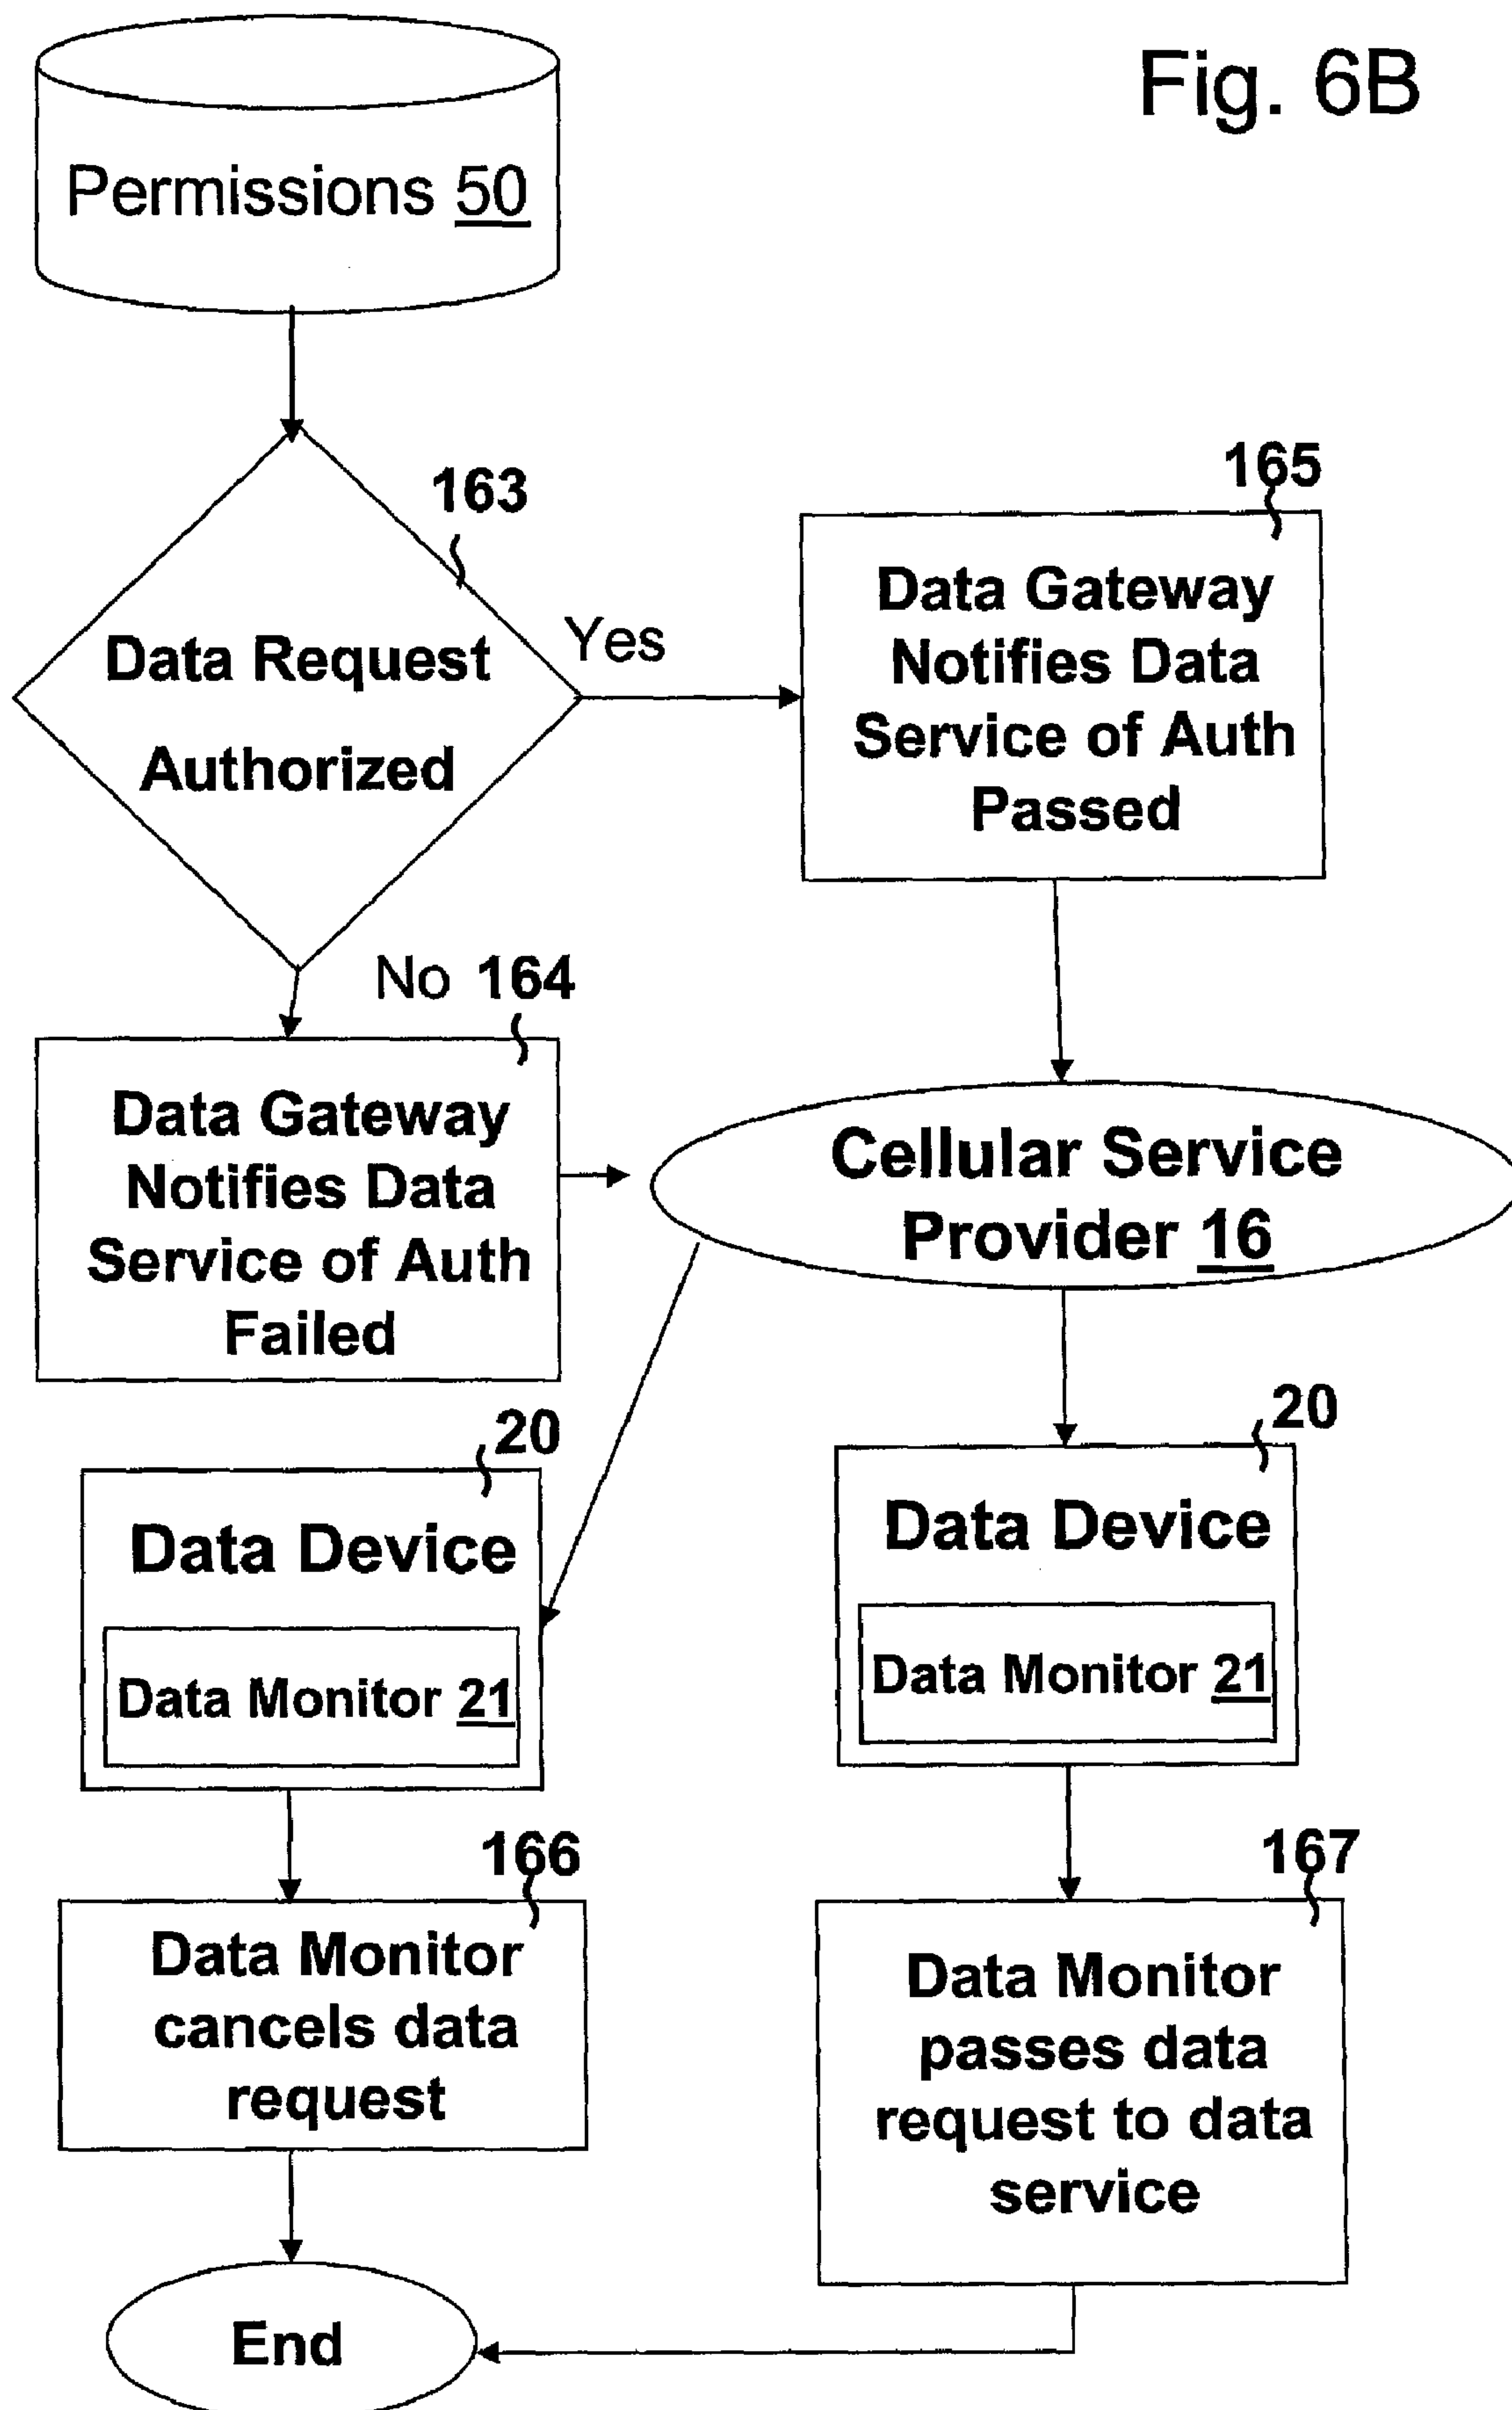 Fig. 6B
Permissions 50
163
Data Request
Authorized
Yes
165
Data Gateway
Notifies Data
Service of Auth
Passed
No 164
Data Gateway
Notifies Data
Service of Auth
Failed
Cellular Service
Provider 16
20
Data Device
Data Monitor 21
20
Data Device
Data Monitor 21
166
Data Monitor
cancels data
request
167
Data Monitor
passes data
request to data
service
End